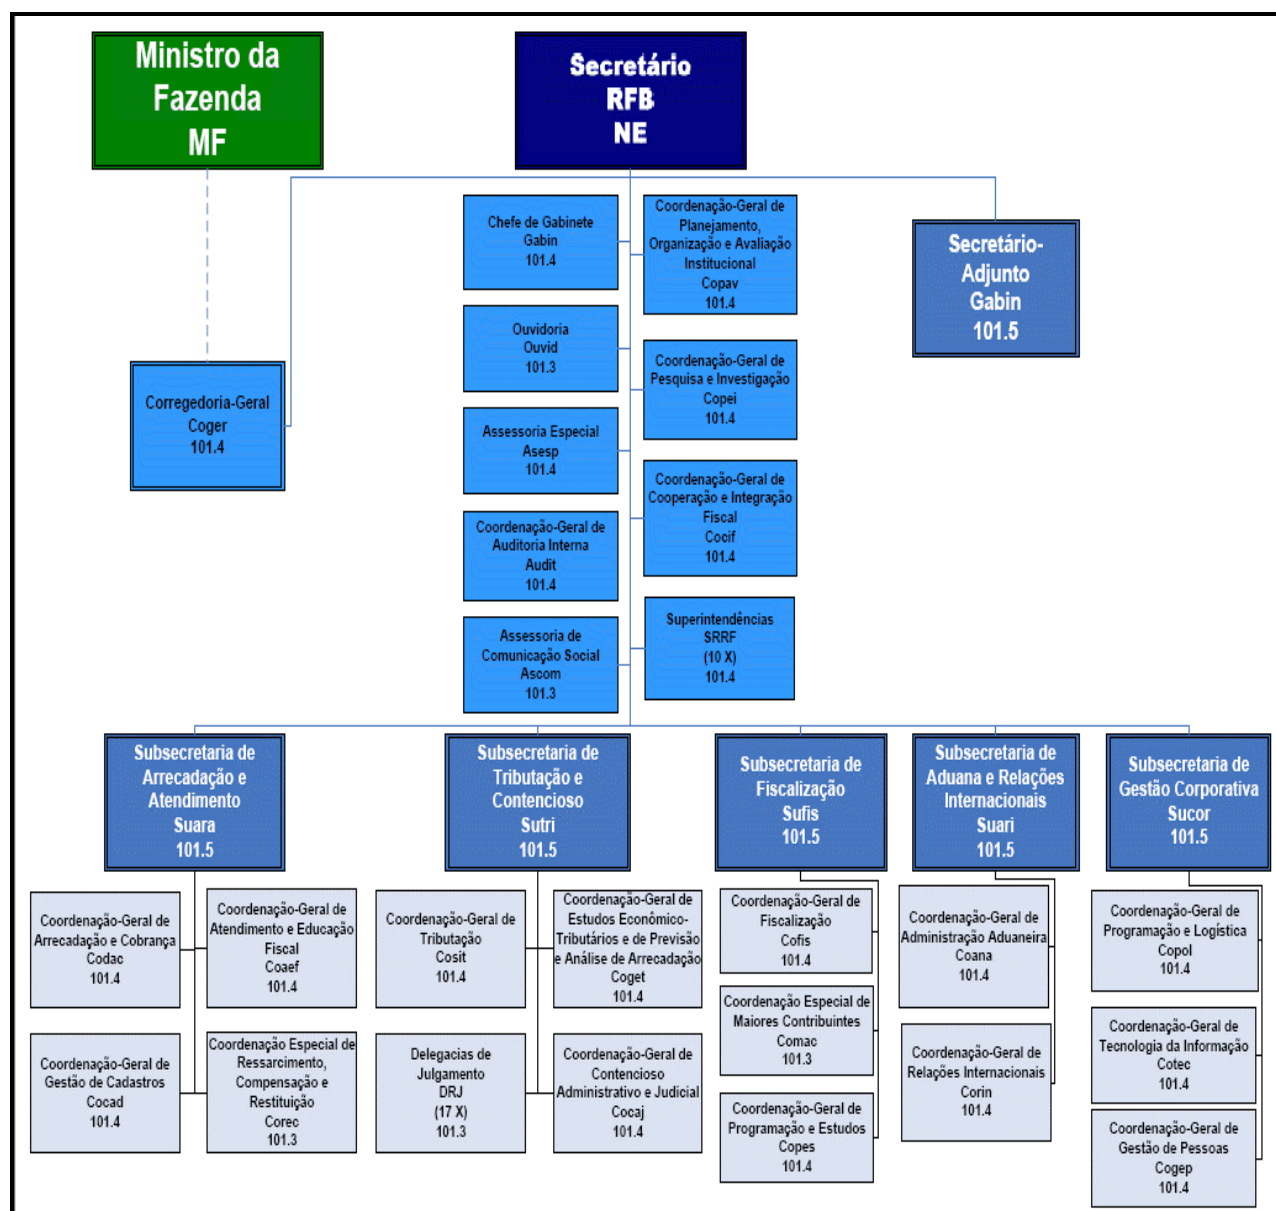 Ministro da
Fazenda
MF
Secretário
RFB
NE
Chefe de Gabinete
Gabin
101.4
Coordenação-Geral de
Planejamento,
Organização e Avaliação
Institucional
Copav
101.4
Secretário-
Adjunto
Gabin
101.5
Ouvidoria
Ouvid
101.3
Coordenação-Geral de
Pesquisa e Investigação
Copei
101.4
Corregedoria-Geral
Coger
101.4
Assessoria Especial
Asesp
101.4
Coordenação-Geral de
Cooperação e Integração
Fiscal
Cocif
101.4
Coordenação-Geral de
Auditoria Interna
Audit
101.4
Superintendências
SRRF
(10 X)
101.4
Assessoria de
Comunicação Social
Ascom
101.3
Subsecretaria de
Arrecadação e
Atendimento
Suara
101.5
Subsecretaria de
Tributação e
Contencioso
Sutri
101.5
Subsecretaria de
Fiscalização
Sufis
101.5
Subsecretaria de
Aduana e Relações
Internacionais
Suari
101.5
Subsecretaria de
Gestão Corporativa
Sucor
101.5
Coordenação-Geral de
Arrecadação e Cobrança
Codac
101.4
Coordenação-Geral de
Atendimento e Educação
Fiscal
Coaef
101.4
Coordenação-Geral de
Tributação
Cosit
101.4
Coordenação-Geral de
Estudos Econômico-
Tributários e de Previsão
e Análise de Arrecadação
Coget
101.4
Coordenação-Geral de
Fiscalização
Cofis
101.4
Coordenação-Geral de
Administração Aduaneira
Coana
101.4
Coordenação-Geral de
Programação e Logística
Copol
101.4
Coordenação Especial de
Maiores Contribuintes
Comac
101.3
Coordenação-Geral de
Gestão de Cadastros
Cocad
101.4
Coordenação Especial de
Ressarcimento,
Compensação e
Restituição
Corec
101.3
Delegacias de
Julgamento
DRJ
(17 X)
101.3
Coordenação-Geral de
Contencioso
Administrativo e Judicial
Cocaj
101.4
Coordenação-Geral de
Relações Internacionais
Corin
101.4
Coordenação-Geral de
Tecnologia da Informação
Cotec
101.4
Coordenação-Geral de
Programação e Estudos
Copes
101.4
Coordenação-Geral de
Gestão de Pessoas
Cogep
101.4